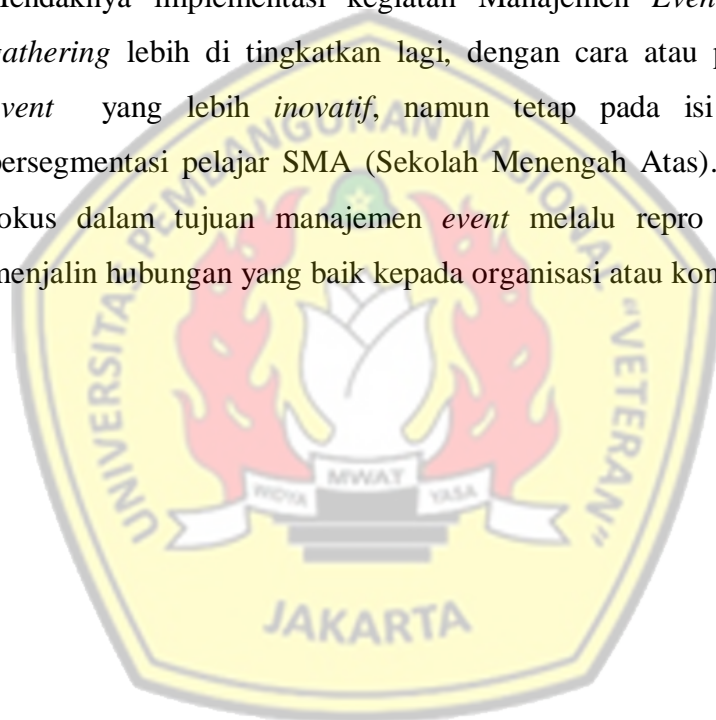 Hendaknya Implementasi kegiatan Manajemen Event
gathering lebih di tingkatkan lagi, dengan cara atau p
event yang lebih inovatif, namun tetap pada isi
bersegmentasi pelajar SMA (Sekolah Menengah Atas).
fokus dalam tujuan manajemen event melalu repro
menjalin hubungan yang baik kepada organisasi atau kom
UNIVERSITAS PEMBANGUNAN NASIONAL "VETERAN"
WIDYA MWAT YASA
JAKARTA